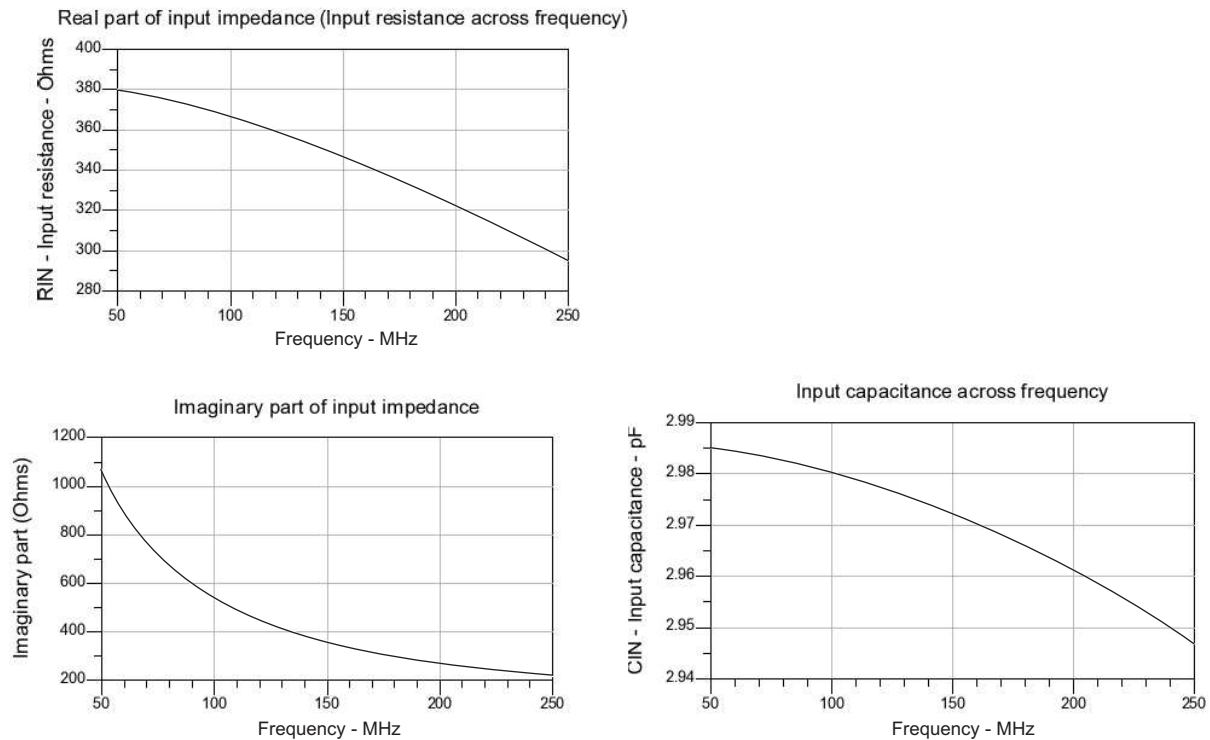 Real part of input impedance (Input resistance across frequency)
RIN - Input resistance - Ohms
400
380
360
340
320
300
280
50 100 150 200 250
Frequency - MHz
Imaginary part of input impedance
Imaginary part (Ohms)
1200
1000
800
600
400
200
50 100 150 200 250
Frequency - MHz
Input capacitance across frequency
CIN - Input capacitance - pF
2.99
2.98
2.97
2.96
2.95
2.94
50 100 150 200 250
Frequency - MHz